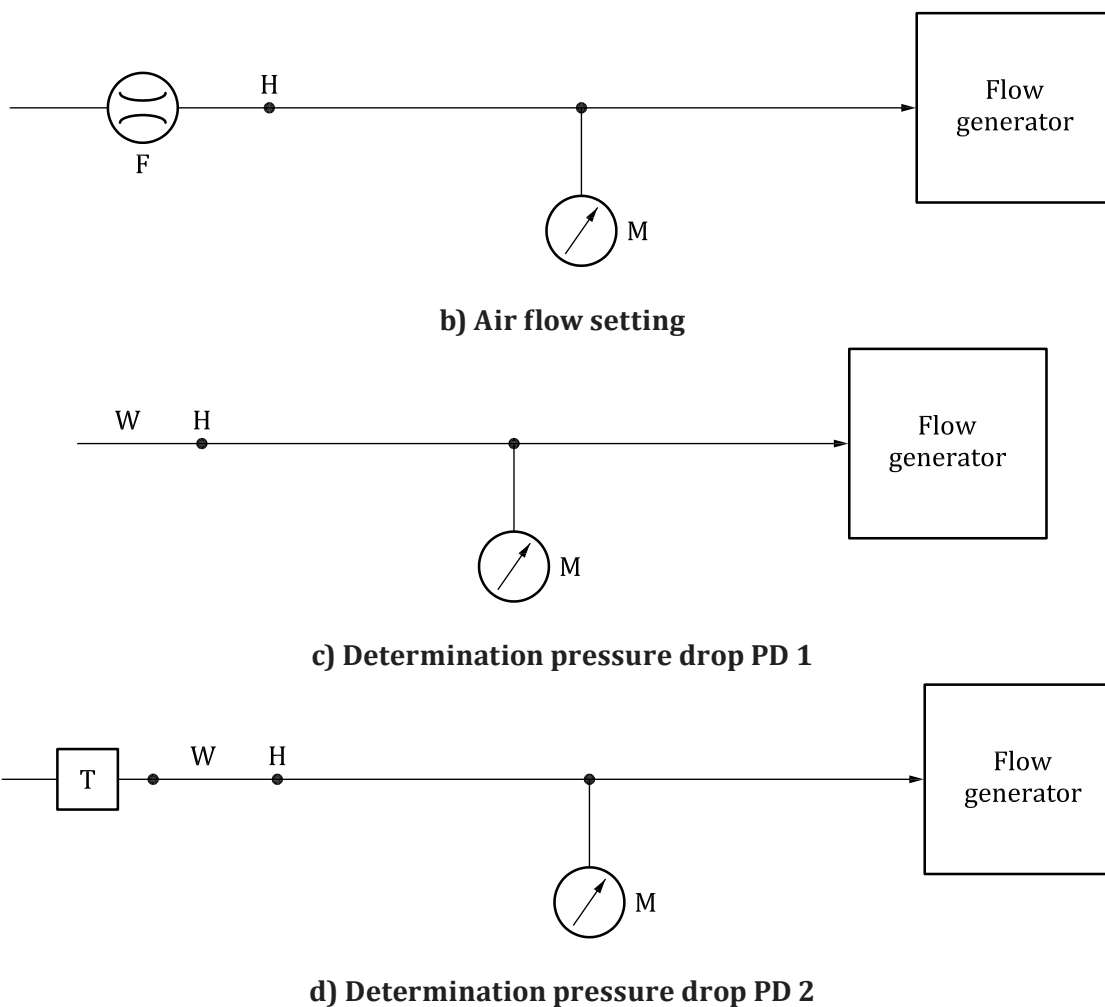 H
Flow
generator
F
M
b) Air flow setting
W H
Flow
generator
M
c) Determination pressure drop PD 1
W H
T
Flow
generator
M
d) Determination pressure drop PD 2